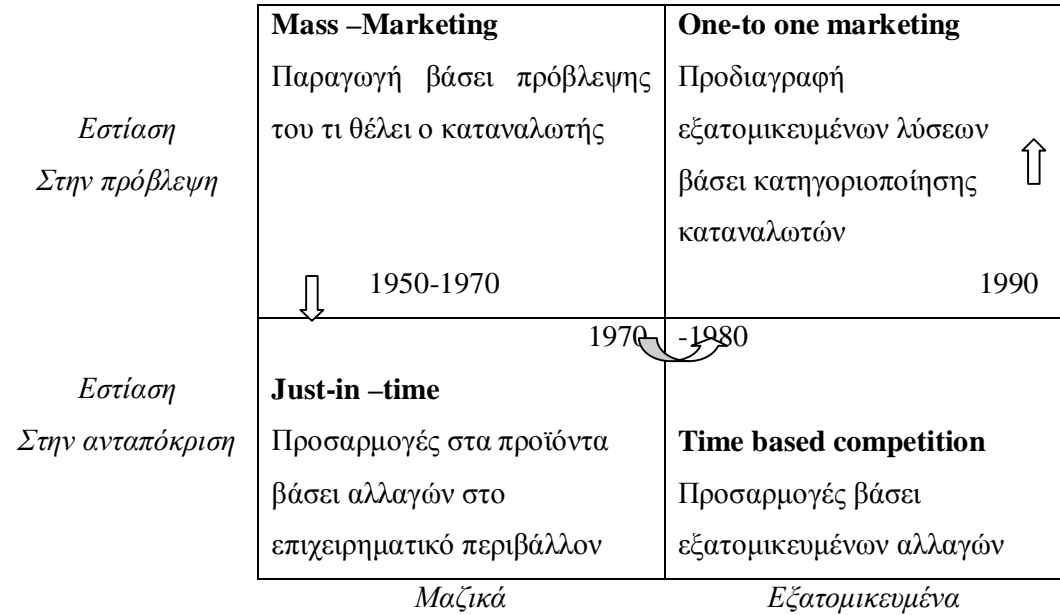 Mass –Marketing
Παραγωγή βάσει πρόβλεψης
του τι θέλει ο καταναλωτής
1950-1970
One-to one marketing
Προδιαγραφή
εξατομικευμένων λύσεων
βάσει κατηγοριοποίησης
καταναλωτών
1990
Εστίαση
Στην πρόβλεψη
1970
Just-in –time
Προσαρμογές στα προϊόντα
βάσει αλλαγών στο
επιχειρηματικό περιβάλλον
-1980
Time based competition
Προσαρμογές βάσει
εξατομικευμένων αλλαγών
Εστίαση
Στην ανταπόκριση
Μαζικά
Εξατομικευμένα